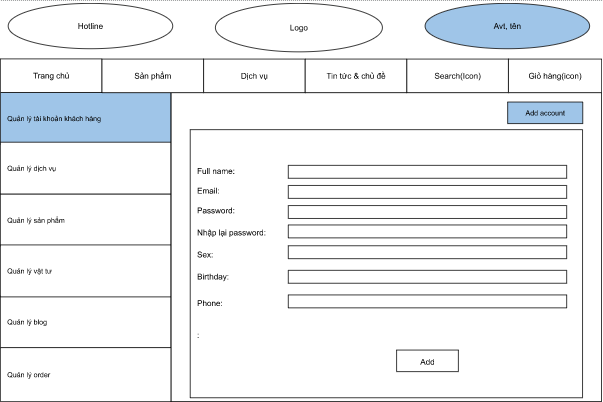 Hotline
Logo
Avt, tên
Trang chủ
Sản phẩm
Dịch vụ
Tin tức & chủ đề
Search(Icon)
Giỏ hàng(icon)
Quản lý tài khoản khách hàng
Add account
Quản lý dịch vụ
Quản lý sản phẩm
Quản lý vật tư
Quản lý blog
Quản lý order
Full name:
Email:
Password:
Nhập lại password:
Sex:
Birthday:
Phone:
:
Add